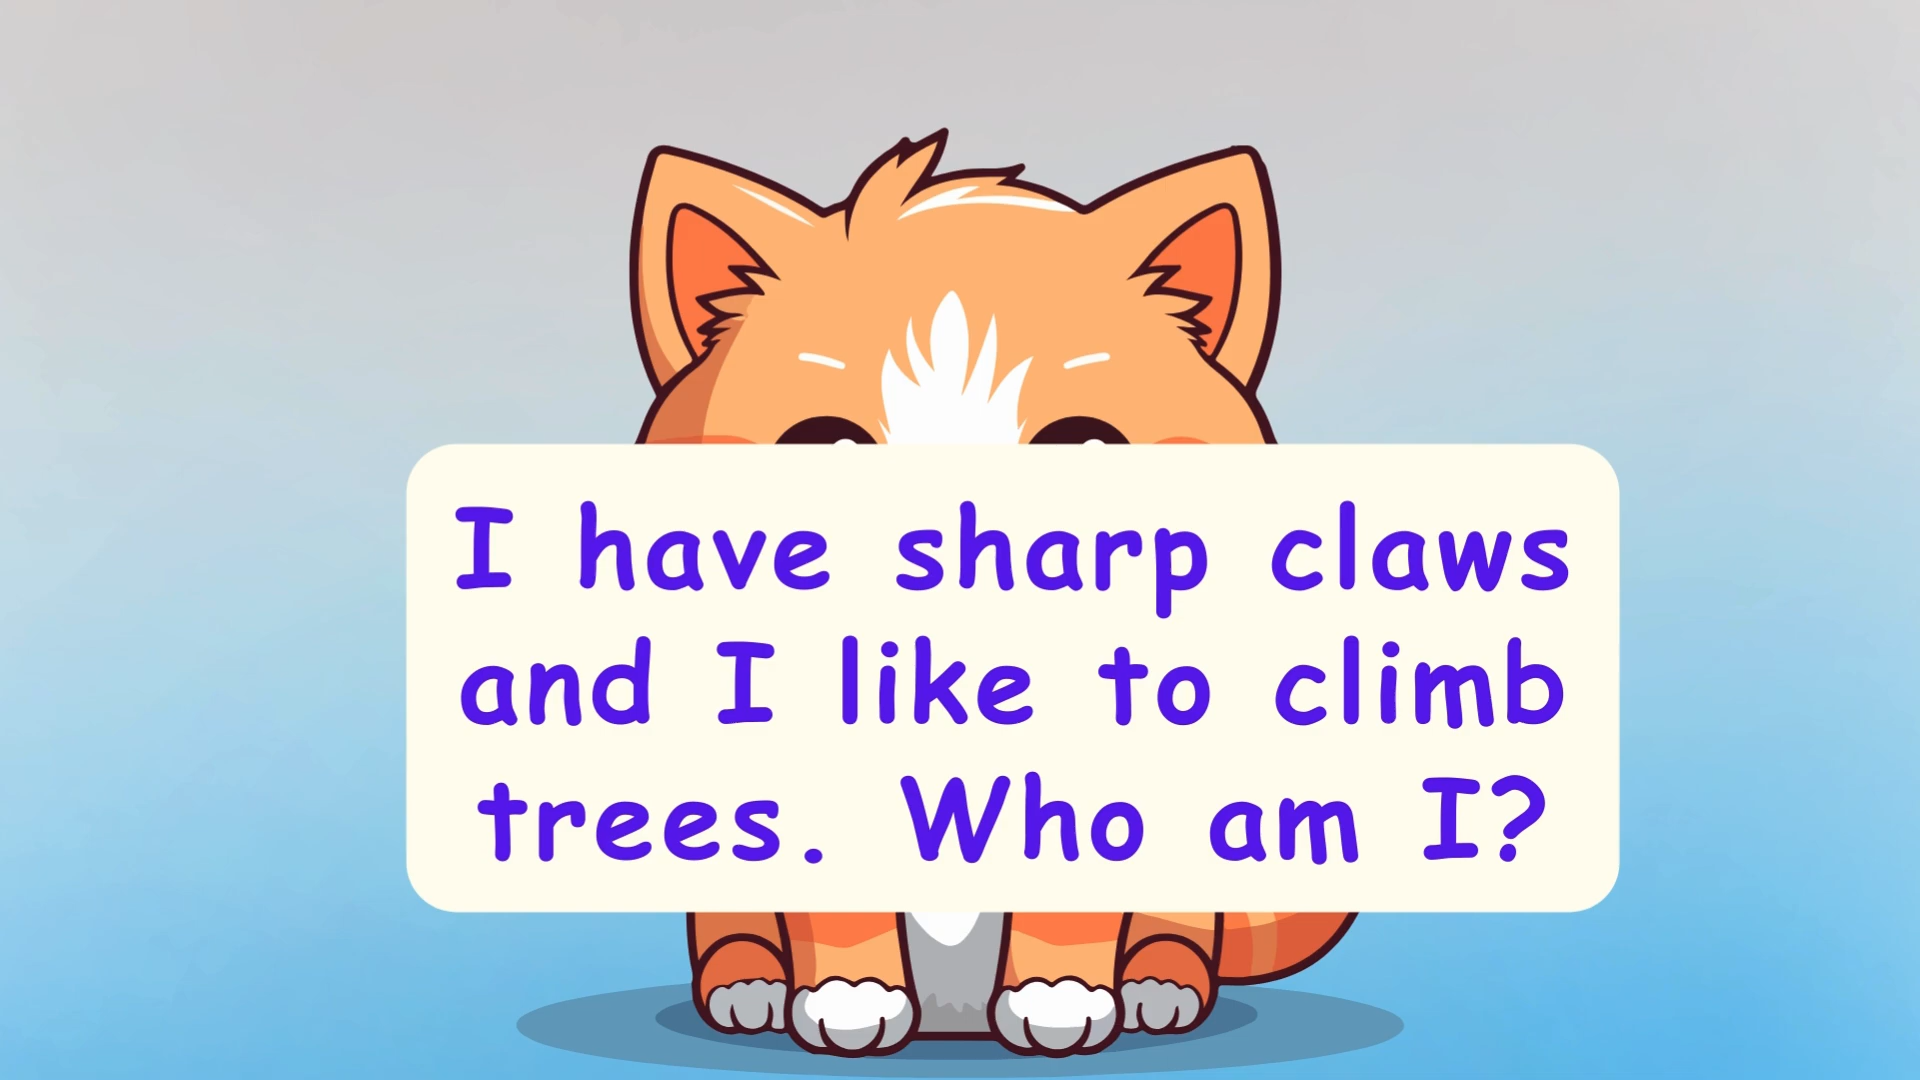 I have sharp claws
and I like to climb
trees. Who am I?